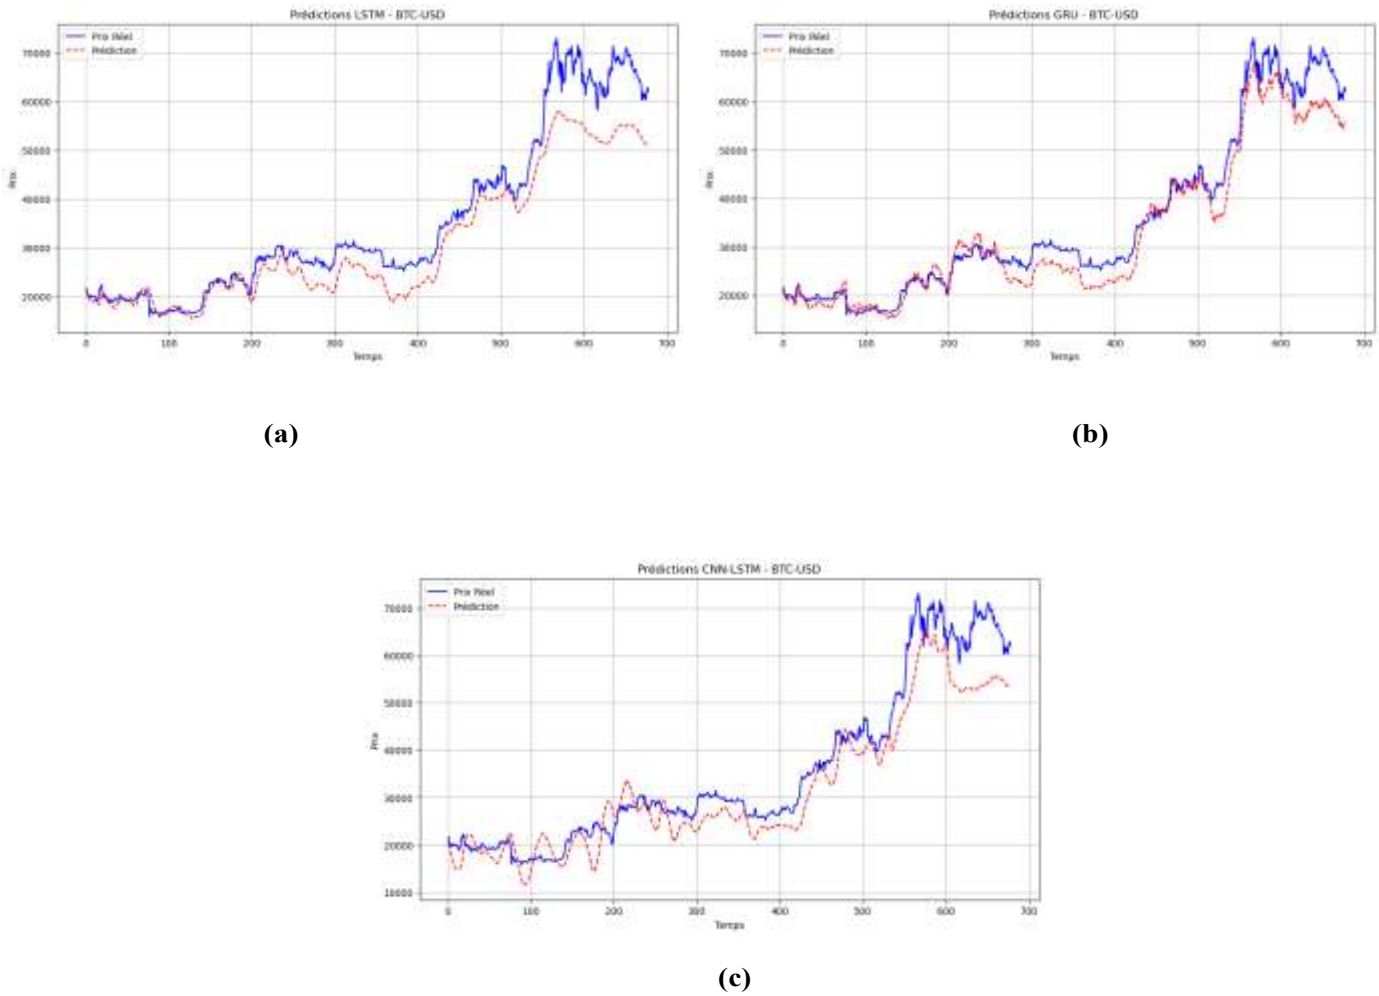 Prédictions LSTM - BTC-USD
Prix Réel
Prédiction
70000
60000
50000
40000
30000
20000
Prix
0 100 200 300 400 500 600 700
Temps
(a)
Prédictions GRU - BTC-USD
Prix Réel
Prédiction
70000
60000
50000
40000
30000
20000
Prix
0 100 200 300 400 500 600 700
Temps
(b)
Prédictions CNN-LSTM - BTC-USD
Prix Réel
Prédiction
70000
60000
50000
40000
30000
20000
10000
Prix
0 100 200 300 400 500 600 700
Temps
(c)